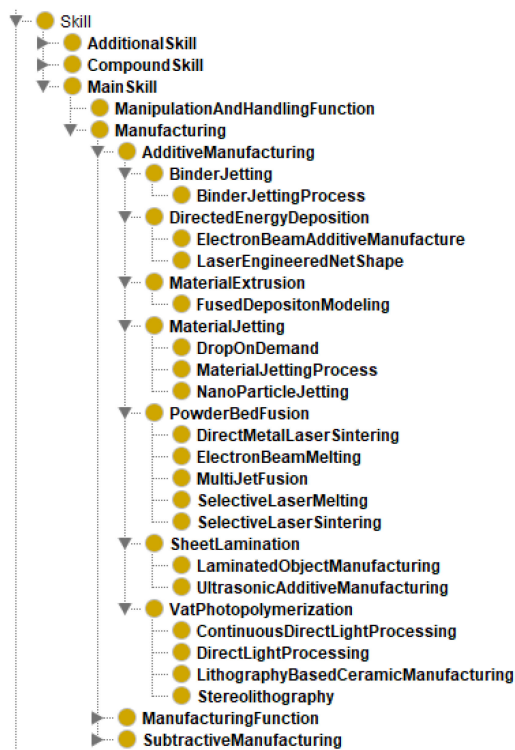 Skill
AdditionalSkill
CompoundSkill
MainSkill
ManipulationAndHandlingFunction
Manufacturing
AdditiveManufacturing
BinderJetting
BinderJettingProcess
DirectedEnergyDeposition
ElectronBeamAdditiveManufacture
LaserEngineeredNetShape
MaterialExtrusion
FusedDepositonModeling
MaterialJetting
DropOnDemand
MaterialJettingProcess
NanoParticleJetting
PowderBedFusion
DirectMetalLaserSintering
ElectronBeamMelting
MultiJetFusion
SelectiveLaserMelting
SelectiveLaserSintering
SheetLamination
LaminatedObjectManufacturing
UltrasonicAdditiveManufacturing
VatPhotopolymerization
ContinuousDirectLightProcessing
DirectLightProcessing
LithographyBasedCeramicManufacturing
Stereolithography
ManufacturingFunction
SubtractiveManufacturing